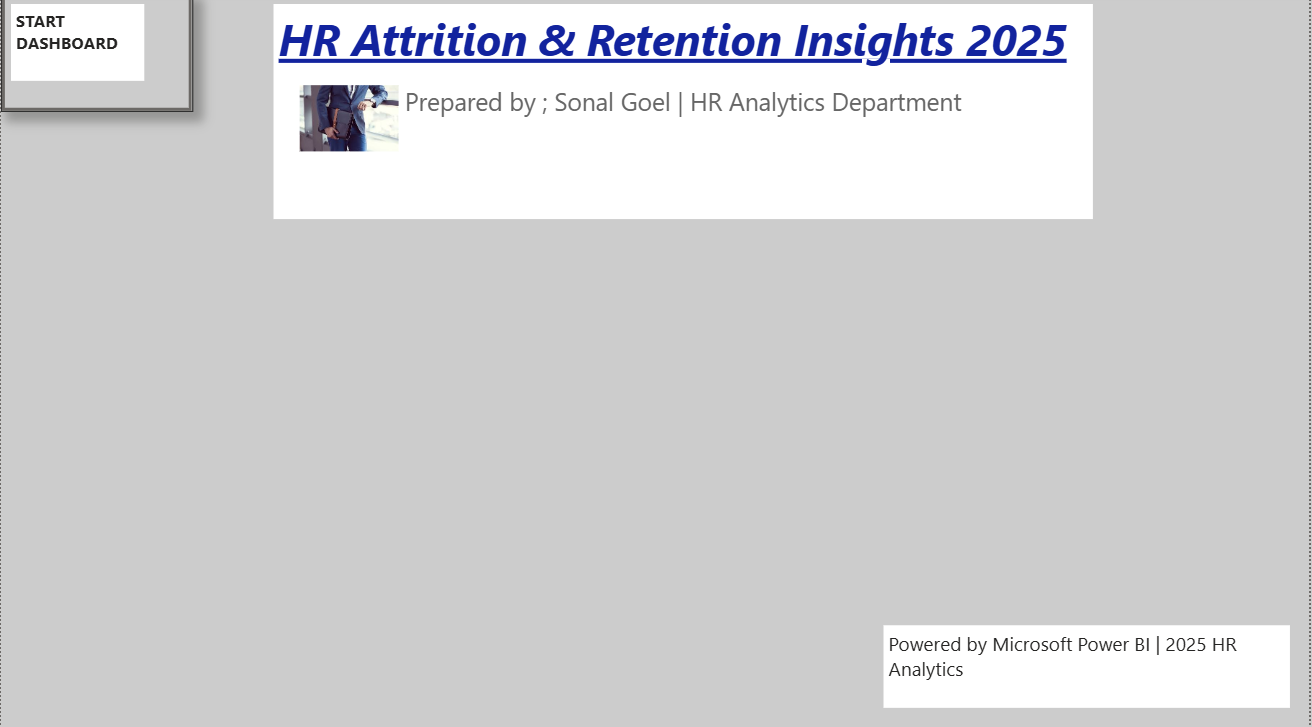 START
DASHBOARD
HR Attrition & Retention Insights 2025
Prepared by ; Sonal Goel | HR Analytics Department
Powered by Microsoft Power BI | 2025 HR
Analytics